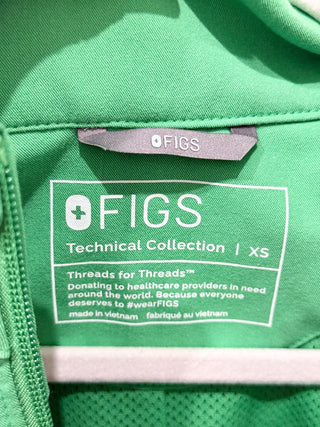 FIGS
FIGS
Technical Collection | XS
Threads for Threads™
Donating to healthcare providers in need
around the world. Because everyone
deserves to #wearFIGS
made in vietnam fabriqué au vietnam